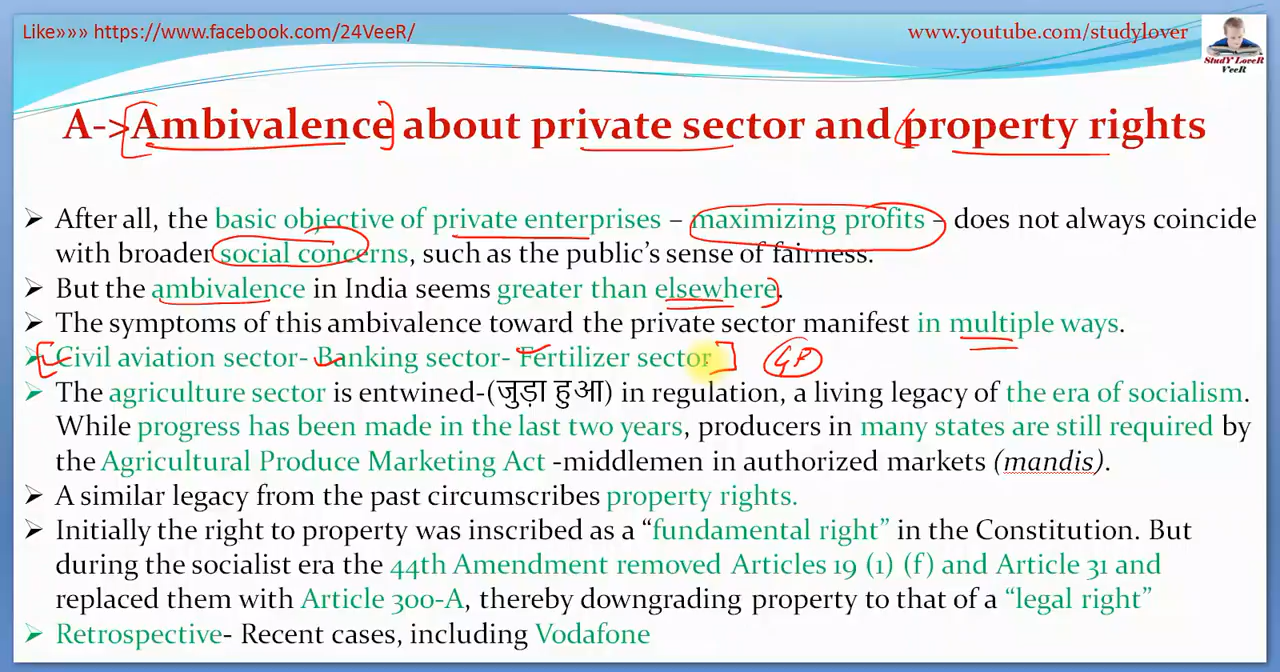 Like»»» https://www.facebook.com/24VeeR/
www.youtube.com/studylover
StudY LoveR
VeeR
A->Ambivalence about private sector and property rights
➢ After all, the basic objective of private enterprises – maximizing profits – does not always coincide
with broader social concerns, such as the public's sense of fairness.
➢ But the ambivalence in India seems greater than elsewhere.
➢ The symptoms of this ambivalence toward the private sector manifest in multiple ways.
➢ Civil aviation sector- Banking sector- Fertilizer sector
➢ The agriculture sector is entwined-(जुड़ा हुआ) in regulation, a living legacy of the era of socialism.
While progress has been made in the last two years, producers in many states are still required by
the Agricultural Produce Marketing Act -middlemen in authorized markets (mandis).
➢ A similar legacy from the past circumscribes property rights.
➢ Initially the right to property was inscribed as a “fundamental right” in the Constitution. But
during the socialist era the 44th Amendment removed Articles 19 (1) (f) and Article 31 and
replaced them with Article 300-A, thereby downgrading property to that of a “legal right”
➢ Retrospective- Recent cases, including Vodafone